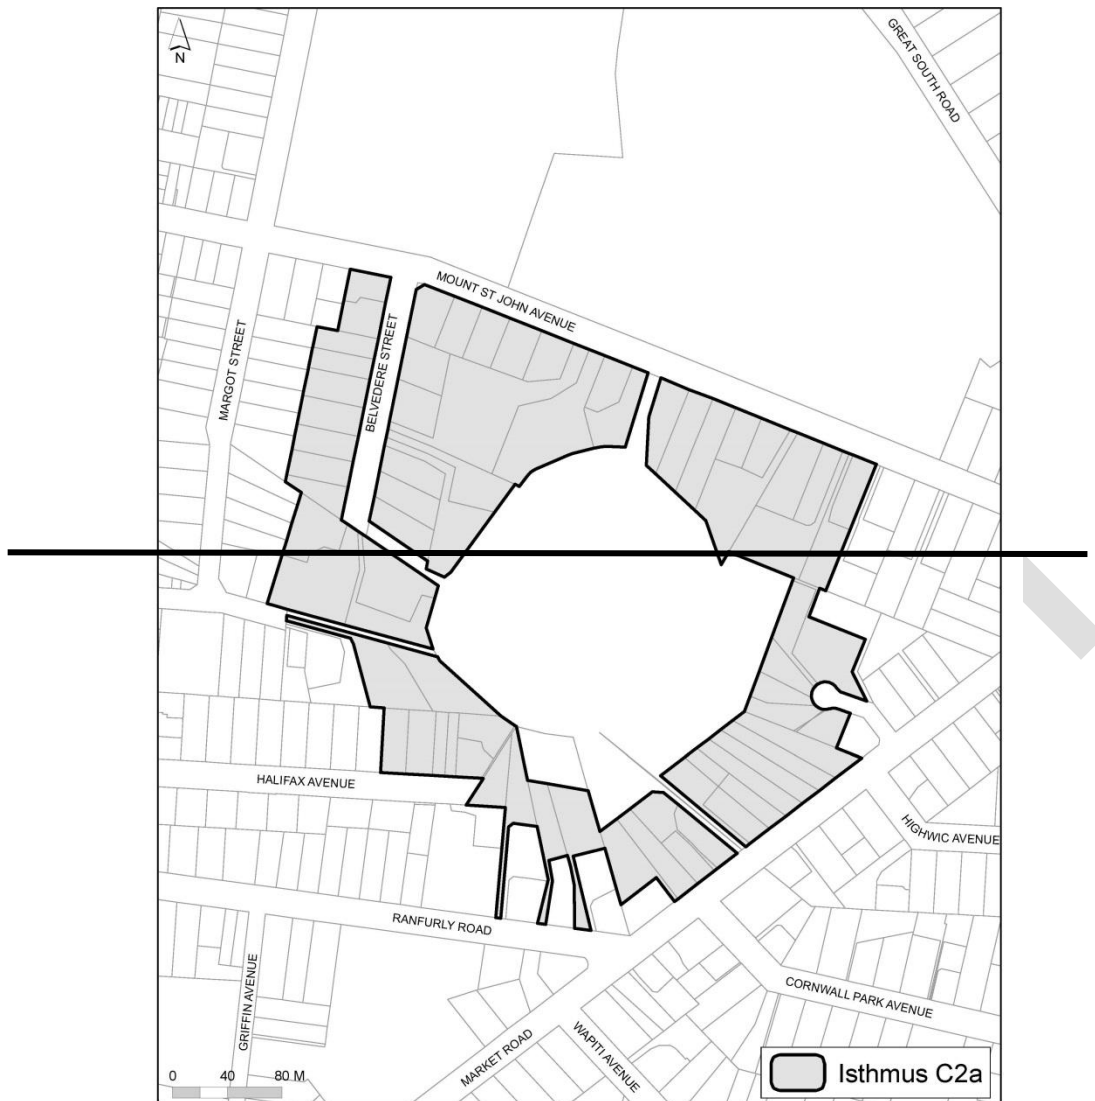 N
GREAT SOUTH ROAD
MOUNT ST JOHN AVENUE
BELVEDERE STREET
MARGOT STREET
HALIFAX AVENUE
HIGHWIC AVENUE
RANFURLY ROAD
GRIFFIN AVENUE
CORNWALL PARK AVENUE
MARKET ROAD
WAPITI AVENUE
0 40 80 M
Isthmus C2a